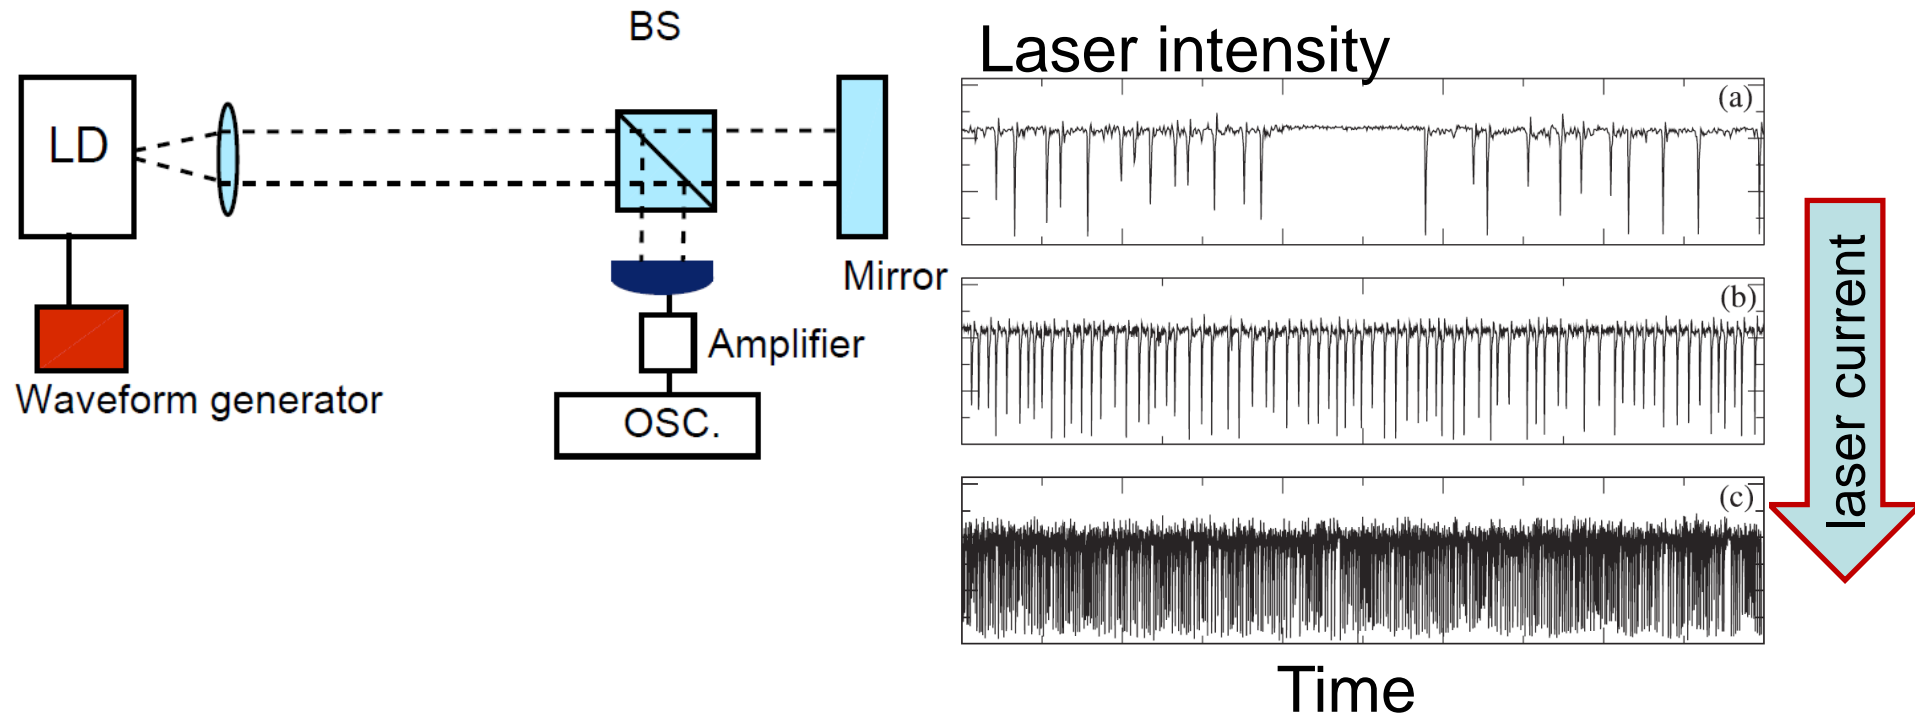 BS
LD
Mirror
Amplifier
Waveform generator
OSC.
Laser intensity
(a)
(b)
(c)
Time
laser current